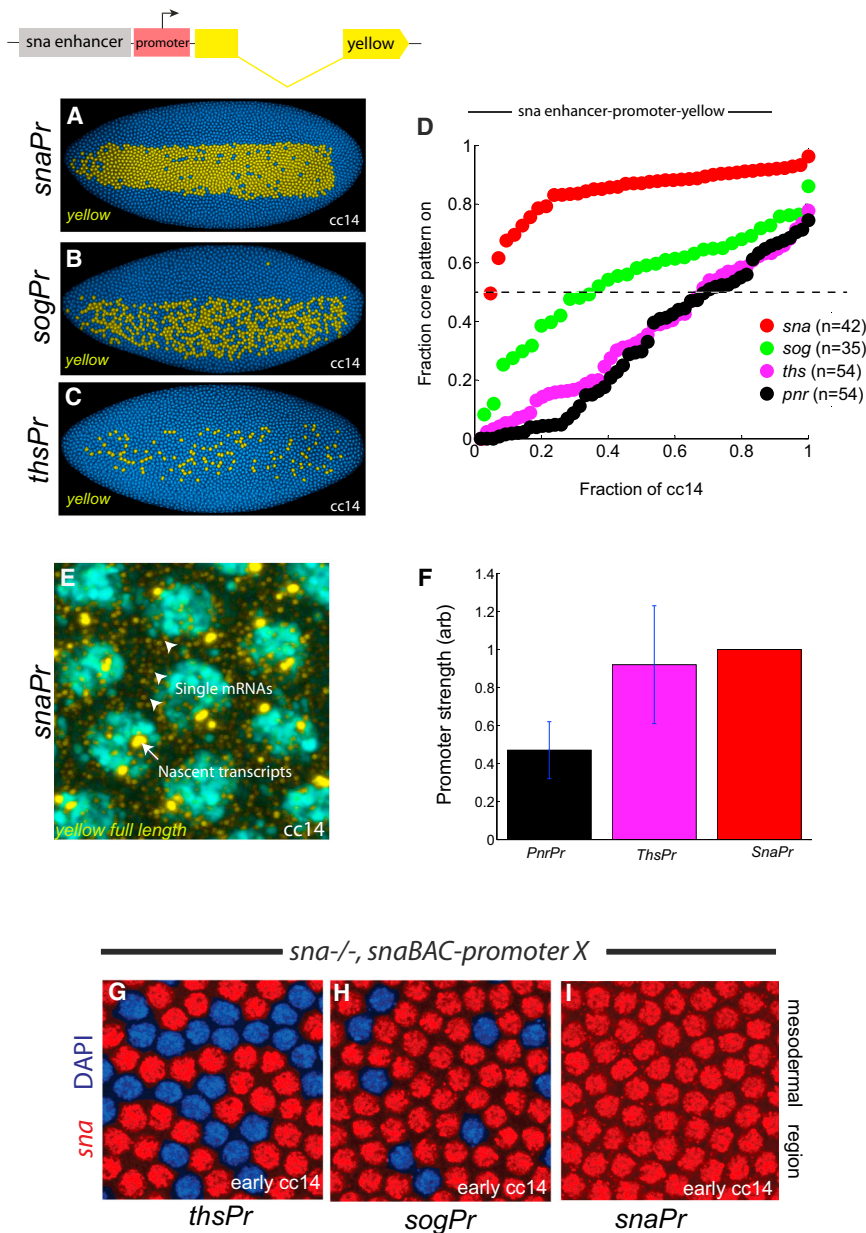 sna enhancer
promoter
yellow
A
snaPr
yellow
cc14
B
sogPr
yellow
cc14
C
thsPr
yellow
cc14
sna enhancer-promoter-yellow
D
Fraction core pattern on
1
0.8
0.6
0.4
0.2
0
0
0.2
0.4
0.6
0.8
1
Fraction of cc14
sna (n=42)
sog (n=35)
ths (n=54)
pnr (n=54)
E
snaPr
Single mRNAs
Nascent transcripts
yellow full length
cc14
F
Promoter strength (arb)
1.4
1.2
1
0.8
0.6
0.4
0.2
0
PnrPr
ThsPr
SnaPr
sna-/-, snaBAC-promoter X
sna DAPI
G
early cc14
thsPr
H
early cc14
sogPr
I
early cc14
snaPr
mesodermal region